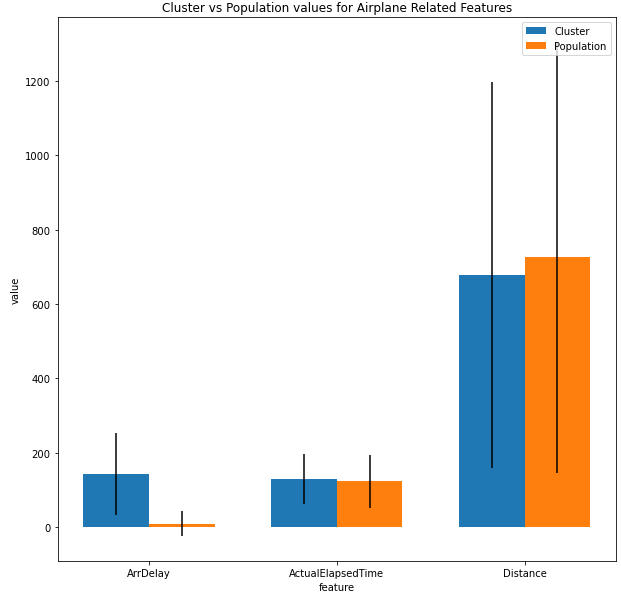 Cluster vs Population values for Airplane Related Features
Cluster
Population
1200
1000
800
600
400
200
0
value
ArrDelay
ActualElapsedTime
Distance
feature